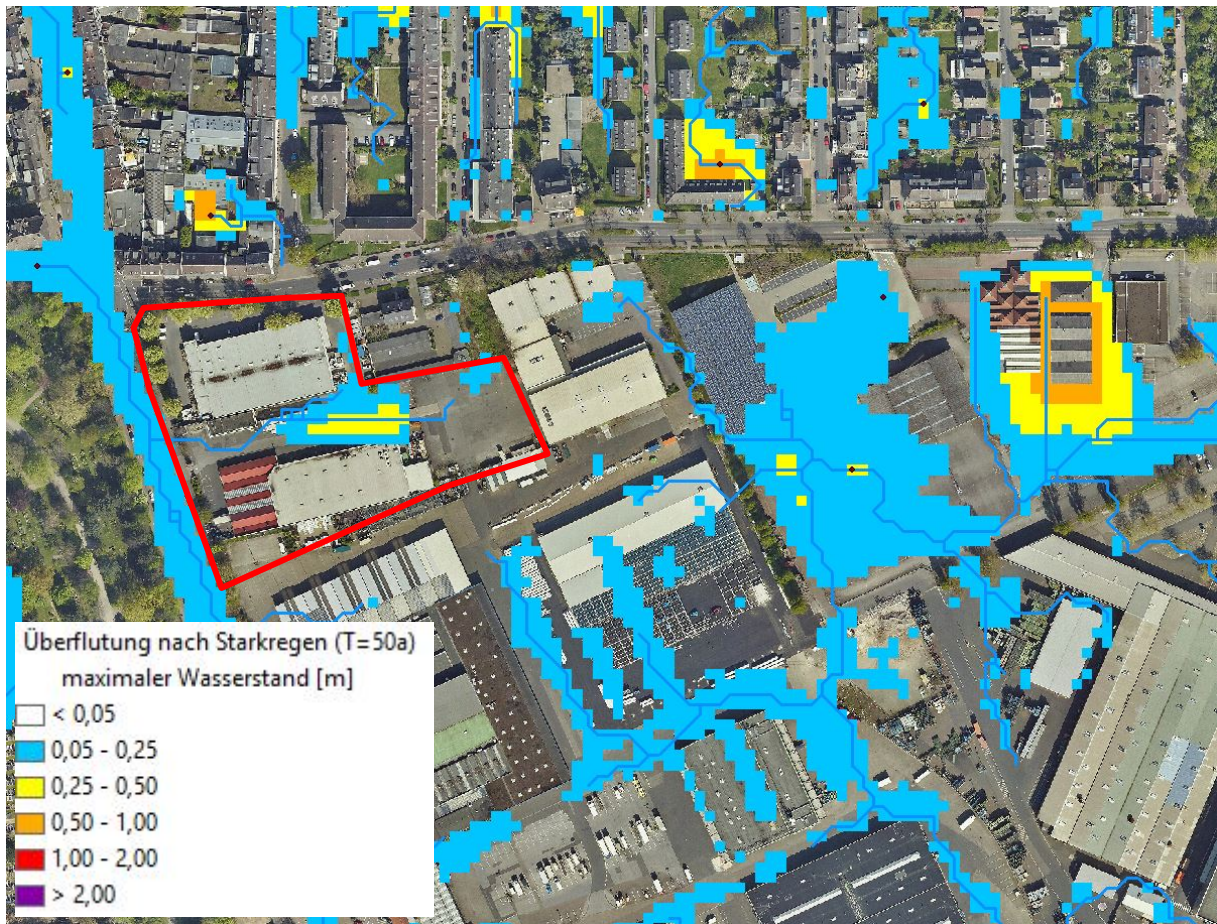 Überflutung nach Starkregen (T=50a)
maximaler Wasserstand [m]
< 0,05
0,05 - 0,25
0,25 - 0,50
0,50 - 1,00
1,00 - 2,00
> 2,00